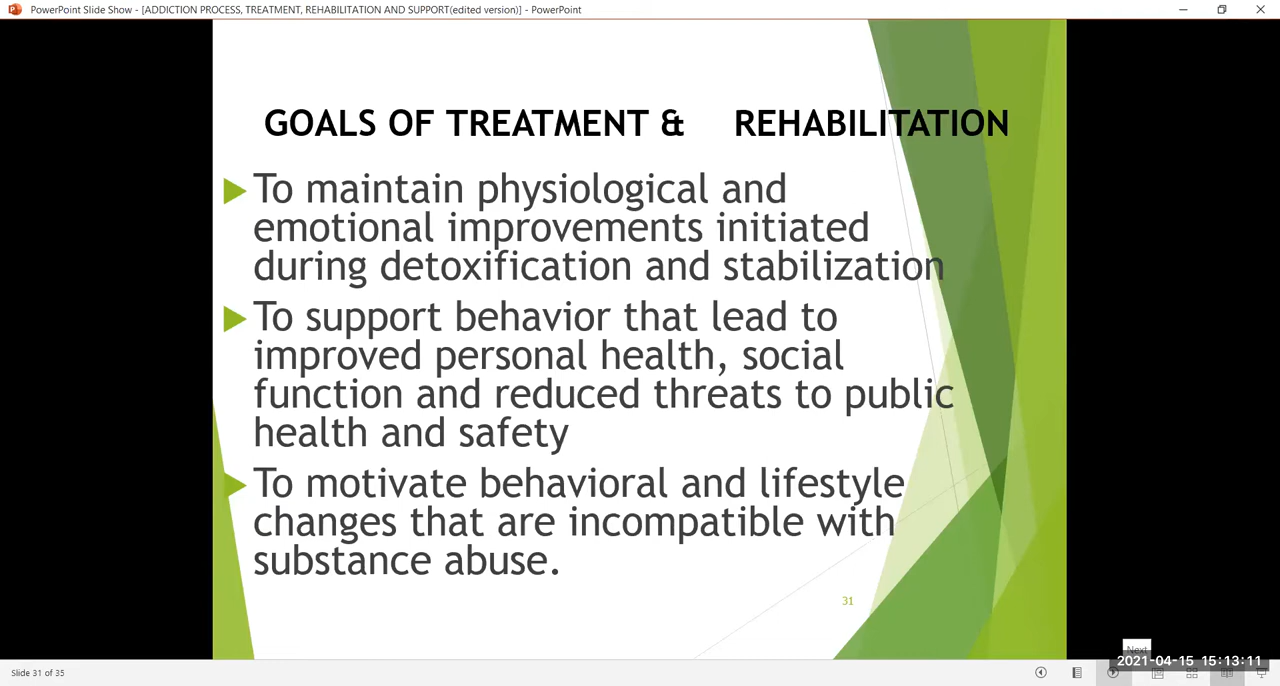 PowerPoint Slide Show - [ADDICTION PROCESS, TREATMENT, REHABILITATION AND SUPPORT(edited version)] - PowerPoint
GOALS OF TREATMENT & REHABILITATION
To maintain physiological and
emotional improvements initiated
during detoxification and stabilization
To support behavior that lead to
improved personal health, social
function and reduced threats to public
health and safety
To motivate behavioral and lifestyle
changes that are incompatible with
substance abuse.
31
Next
2021-04-15 15:13:11
Slide 31 of 35